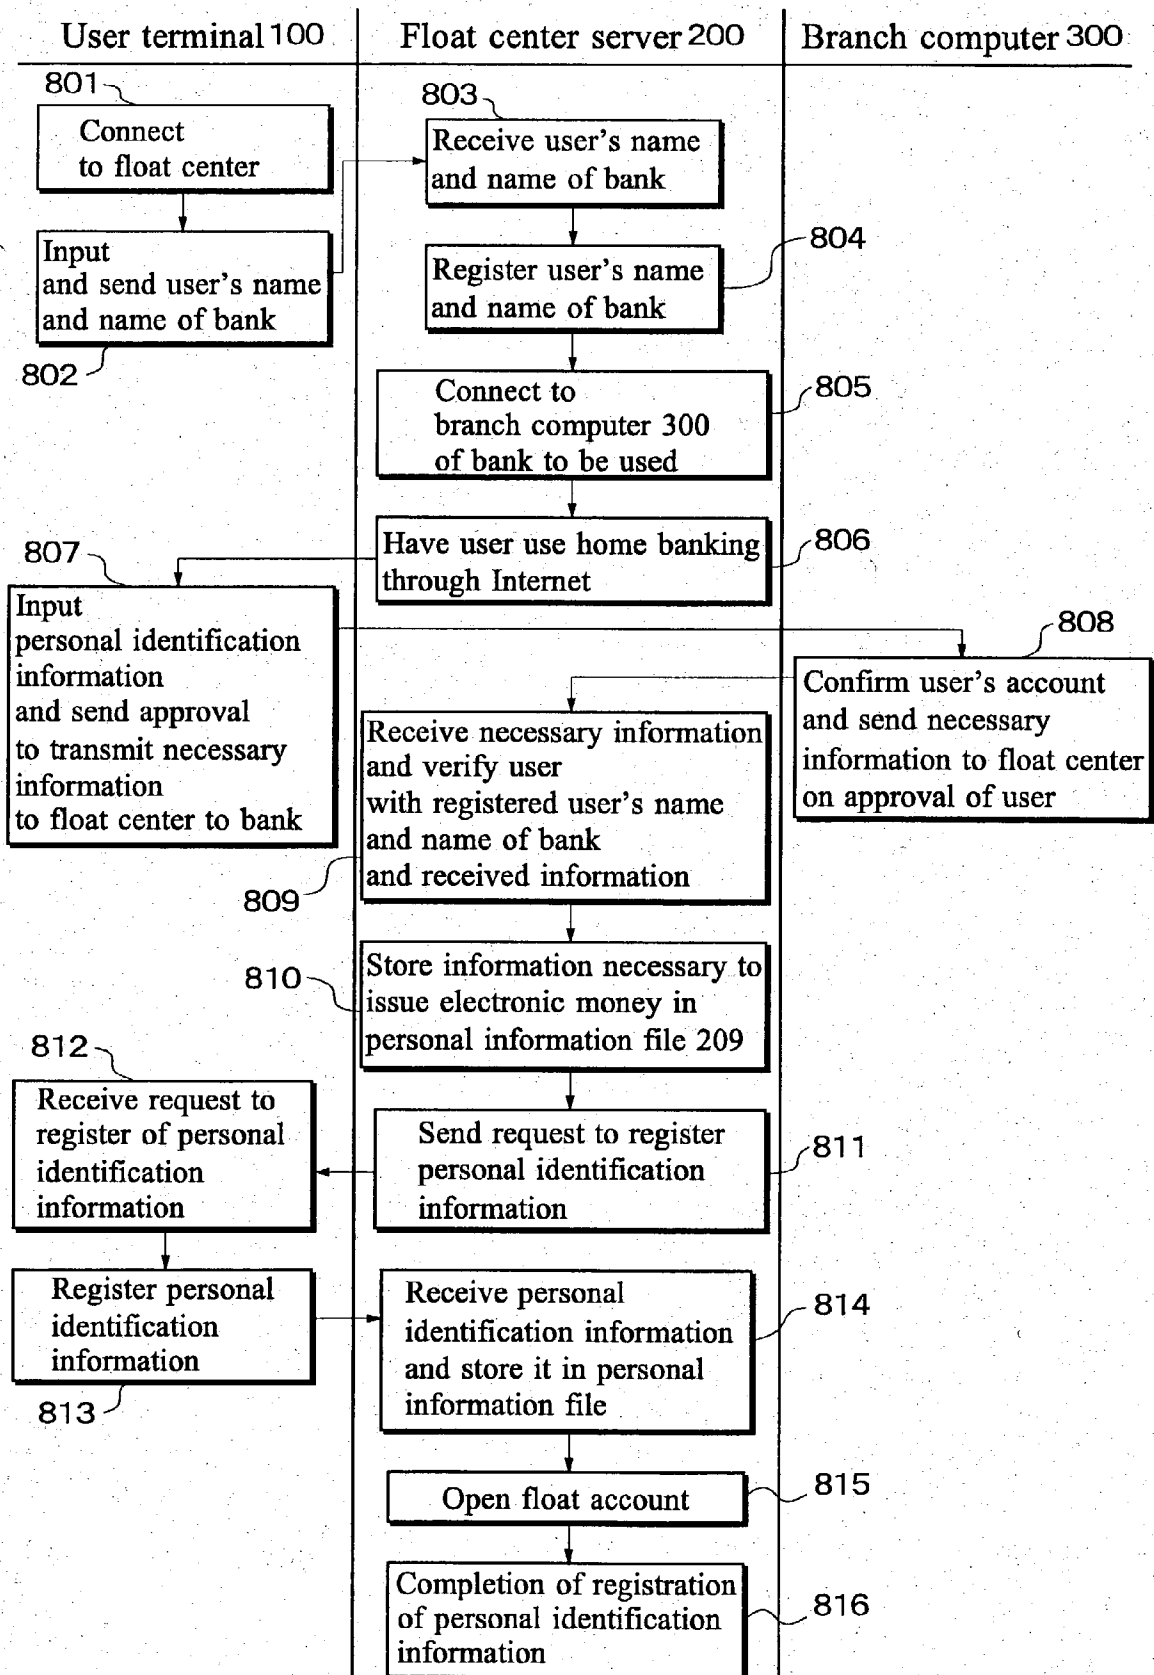 User terminal 100
Float center server 200
Branch computer 300
801
Connect
to float center
803
Receive user's name
and name of bank
Input
and send user's name
and name of bank
802
Register user's name
and name of bank
804
Connect to
branch computer 300
of bank to be used
805
Have user use home banking
through Internet
806
807
Input
personal identification
information
and send approval
to transmit necessary
information
to float center to bank
808
Confirm user's account
and send necessary
information to float center
on approval of user
Receive necessary information
and verify user
with registered user's name
and name of bank
and received information
809
810
Store information necessary to
issue electronic money in
personal information file 209
812
Receive request to
register of personal
identification
information
Send request to register
personal identification
information
811
Register personal
identification
information
813
Receive personal
identification information
and store it in personal
information file
814
Open float account
815
Completion of registration
of personal identification
information
816